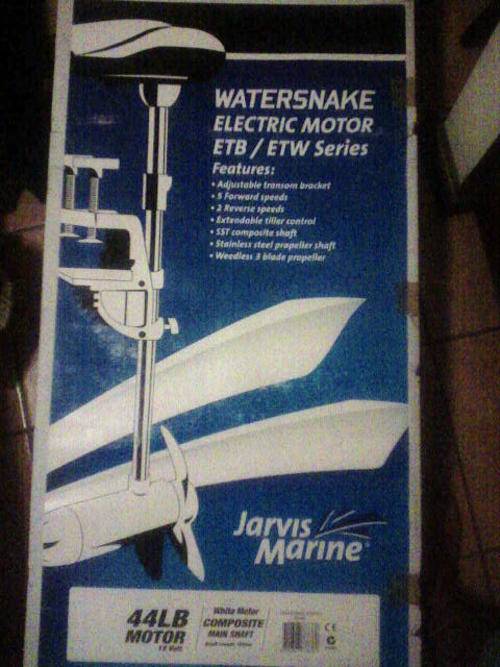 WATERSNAKE
ELECTRIC MOTOR
ETB / ETW Series
Features:
• Adjustable transom bracket
• 5 Forward speeds
• 2 Reverse speeds
• Extendable tiller control
• SST composite shaft
• Stainless steel propeller shaft
• Weedless 3 blade propeller
Jarvis
Marine
44LB
MOTOR
12 Volt
White Motor
COMPOSITE
MAIN SHAFT
CE